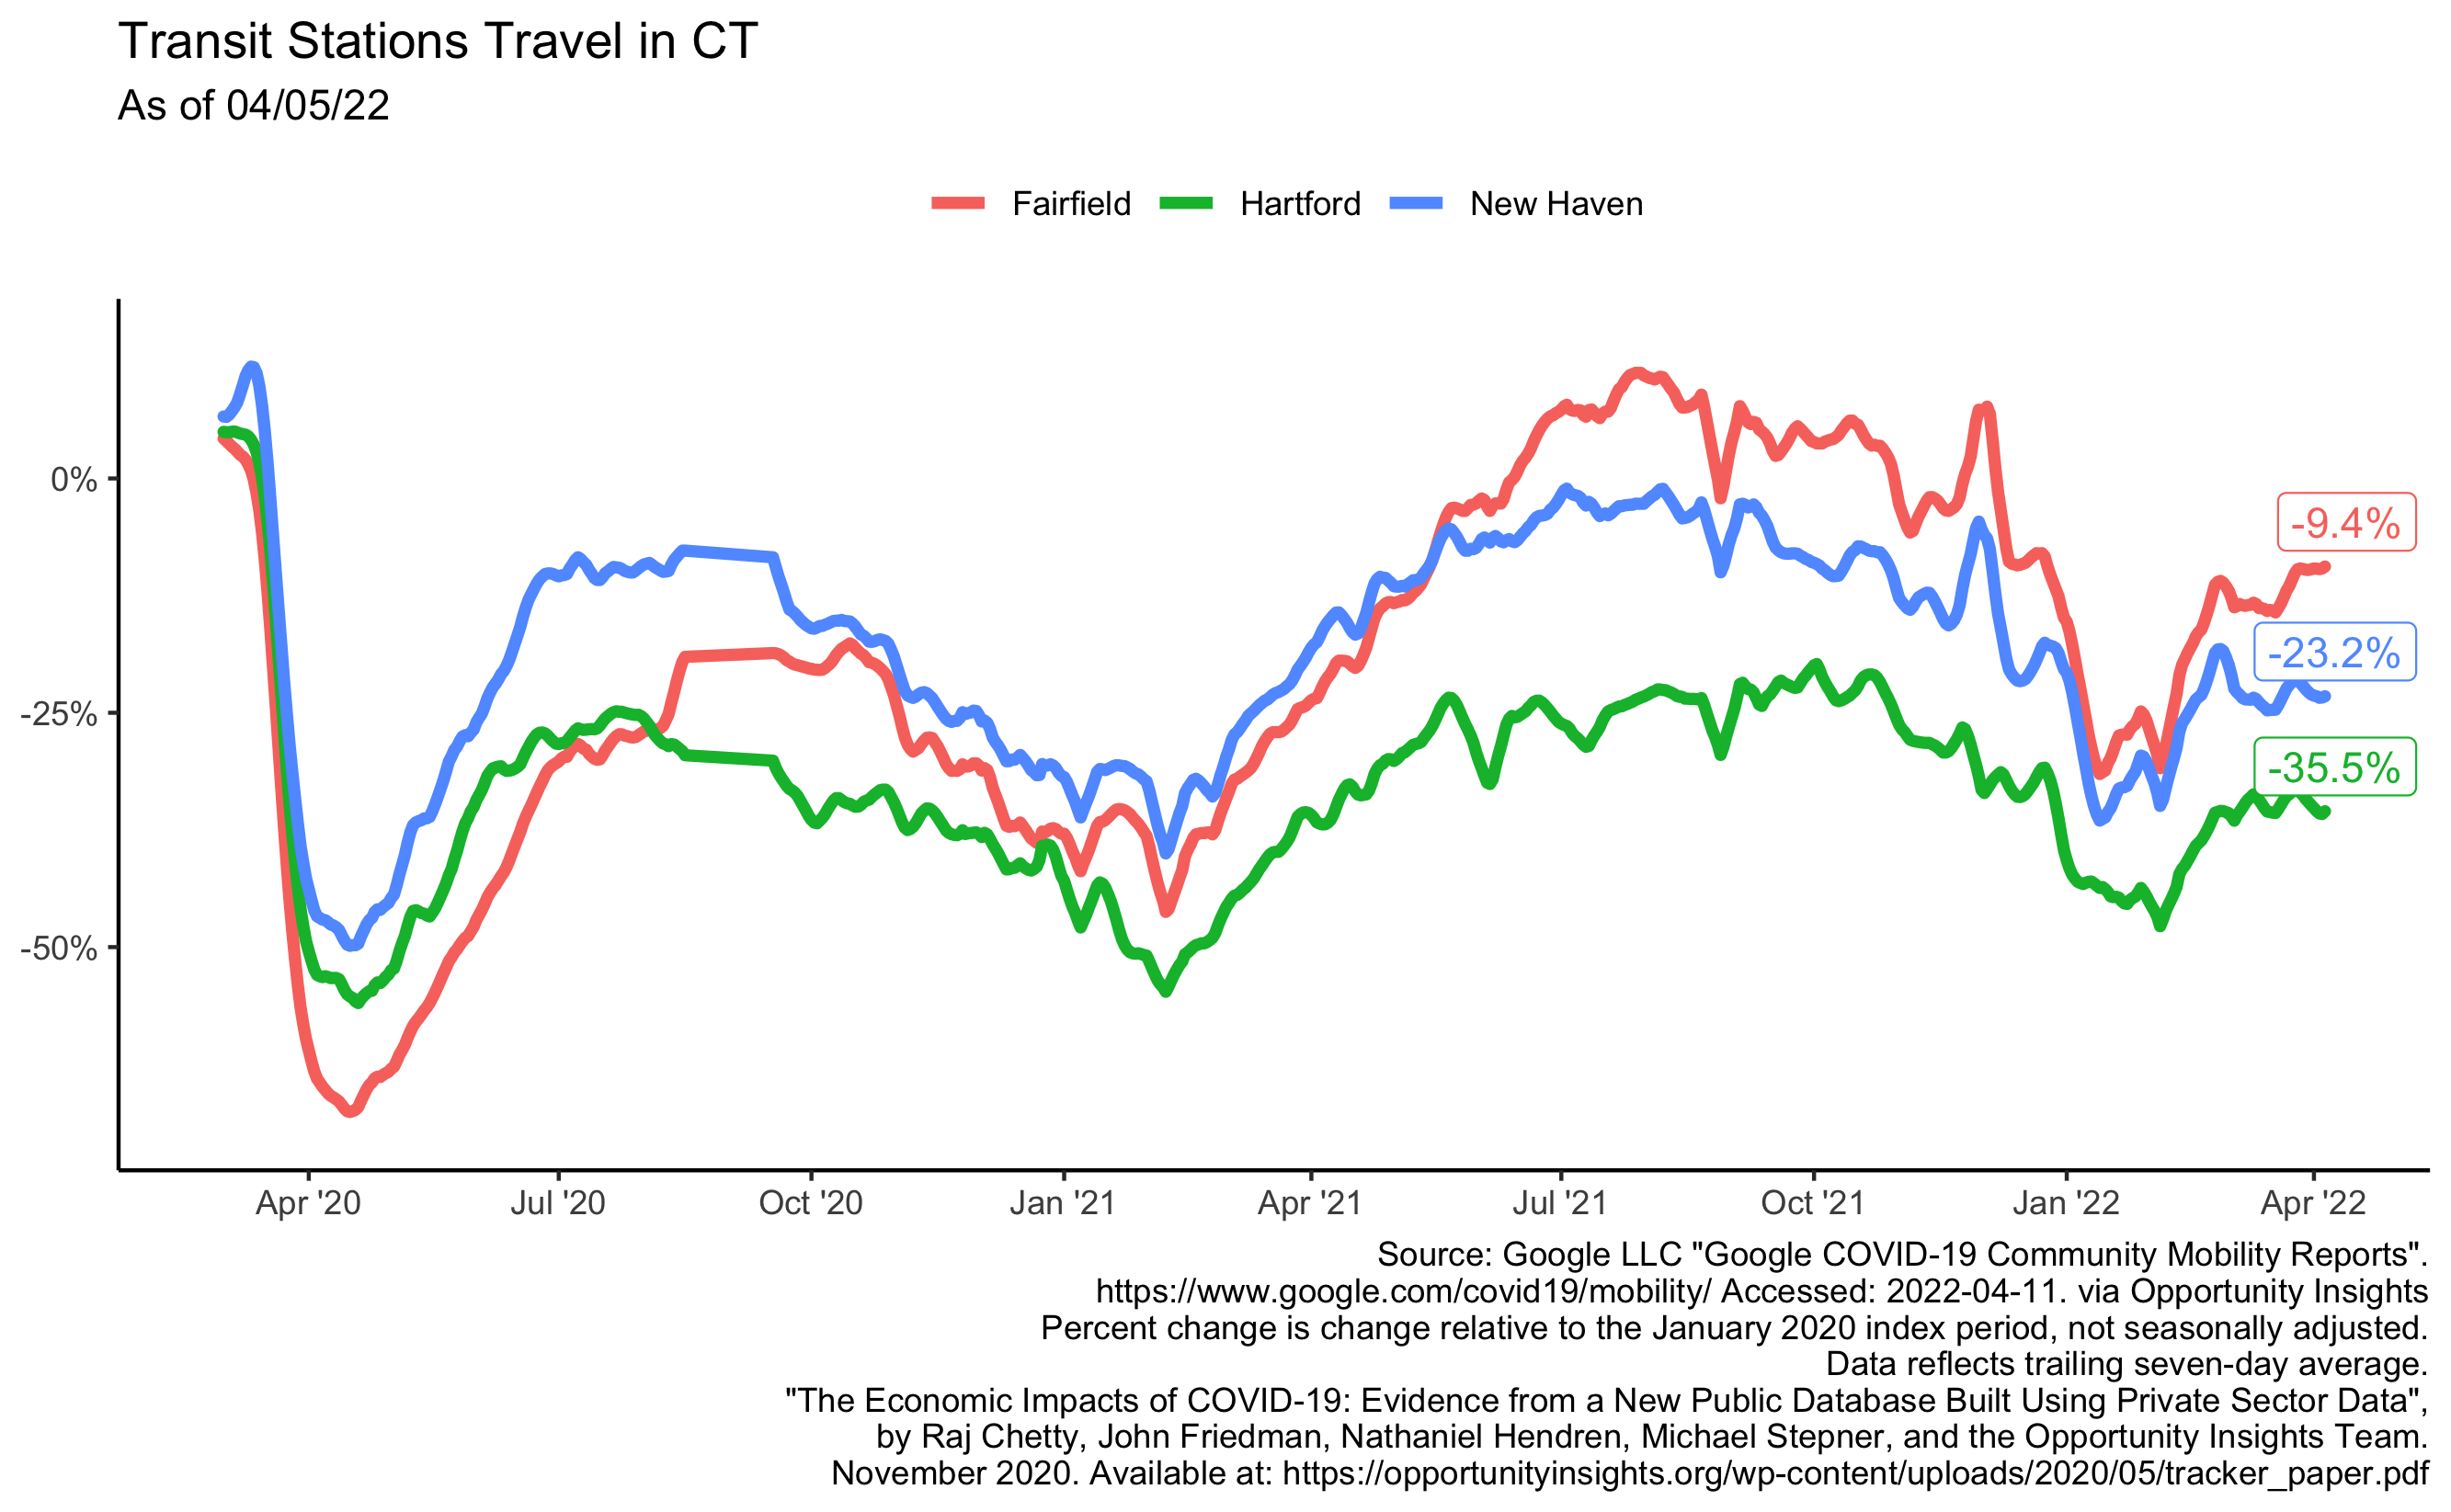 Transit Stations Travel in CT
As of 04/05/22
Fairfield Hartford New Haven
0%
-25%
-50%
-9.4%
-23.2%
-35.5%
Apr '20 Jul '20 Oct '20 Jan '21 Apr '21 Jul '21 Oct '21 Jan '22 Apr '22
Source: Google LLC "Google COVID-19 Community Mobility Reports".
https://www.google.com/covid19/mobility/ Accessed: 2022-04-11. via Opportunity Insights
Percent change is change relative to the January 2020 index period, not seasonally adjusted.
Data reflects trailing seven-day average.
"The Economic Impacts of COVID-19: Evidence from a New Public Database Built Using Private Sector Data",
by Raj Chetty, John Friedman, Nathaniel Hendren, Michael Stepner, and the Opportunity Insights Team.
November 2020. Available at: https://opportunityinsights.org/wp-content/uploads/2020/05/tracker_paper.pdf